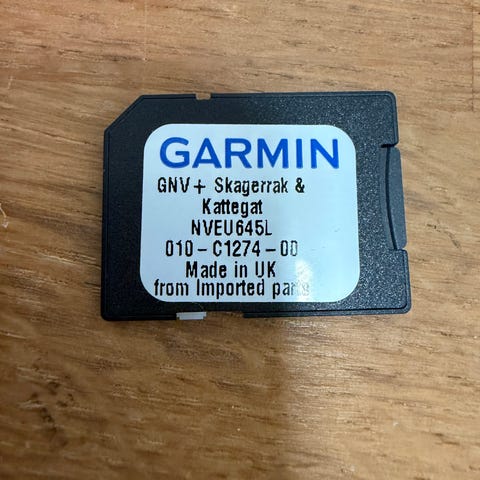 GARMIN
GNV+ Skagerrak &
Kattegat
NVEU645L
010-C1274-00
Made in UK
from Imported parts